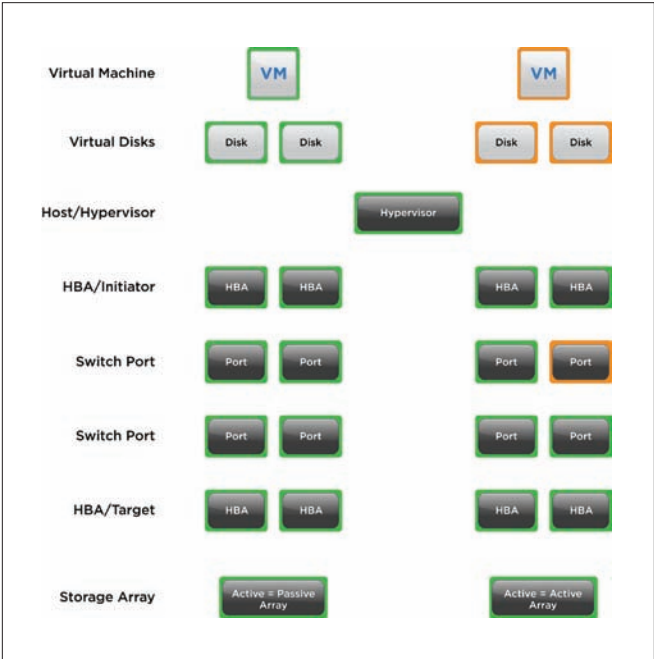 Virtual Machine VM VM
Virtual Disks Disk Disk Disk Disk
Host/Hypervisor Hypervisor
HBA/Initiator HBA HBA HBA HBA
Switch Port Port Port Port Port
Switch Port Port Port Port Port
HBA/Target HBA HBA HBA HBA
Storage Array Active = Passive Array Active = Active Array